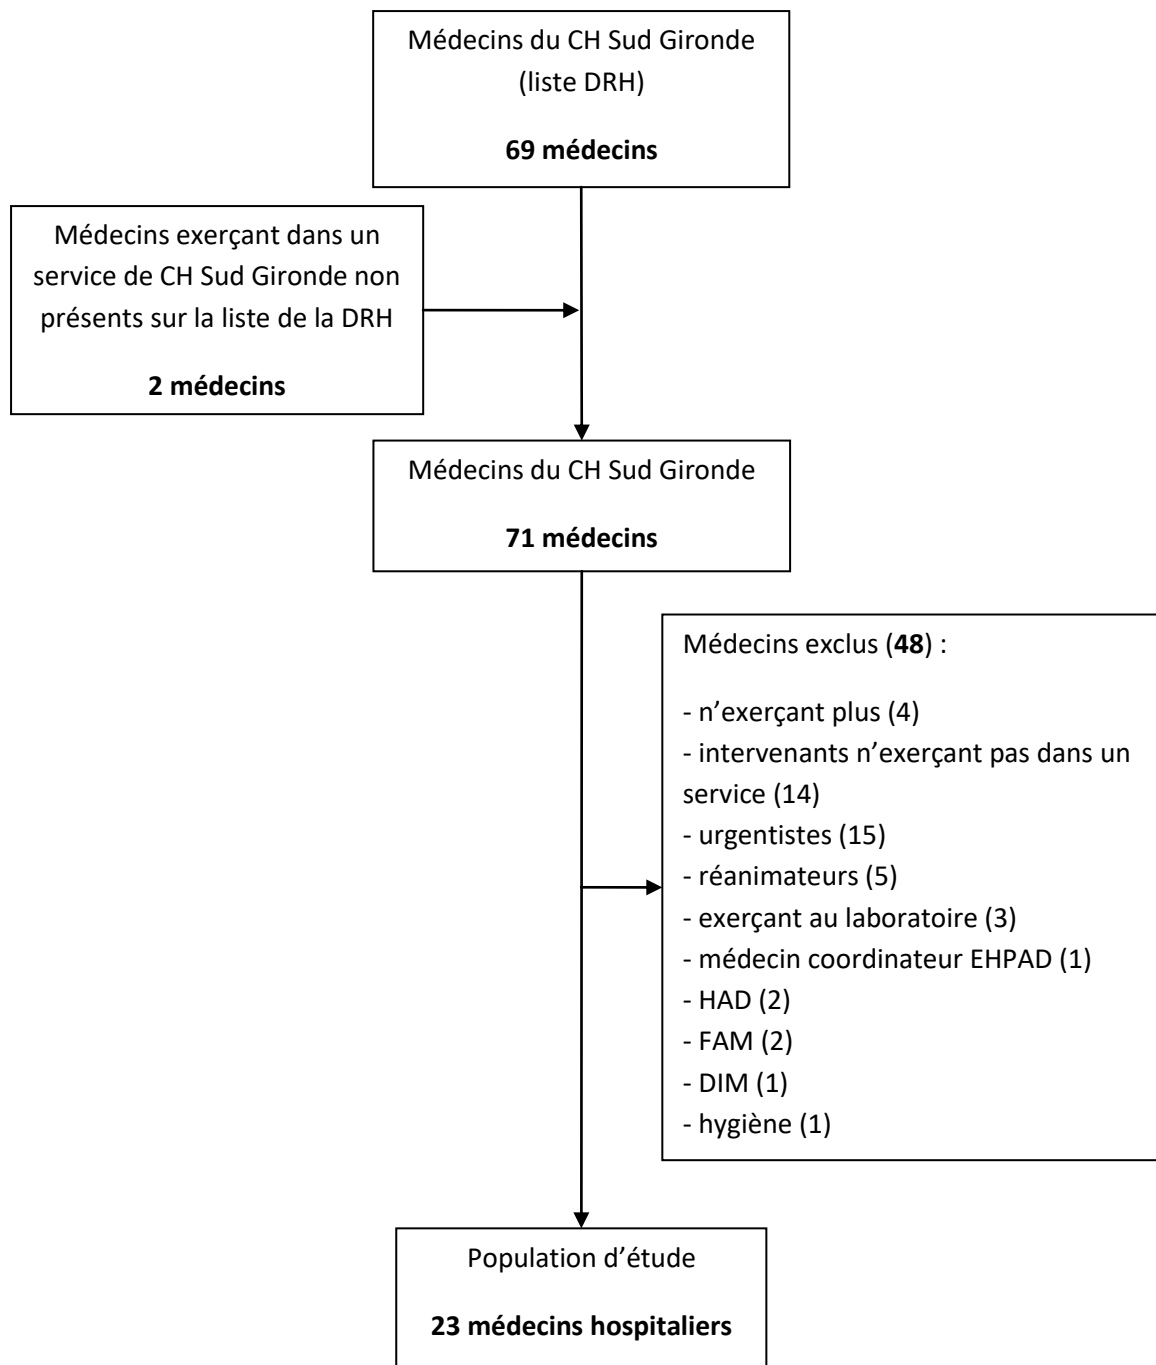 Médecins du CH Sud Gironde
(liste DRH)
69 médecins
Médecins exerçant dans un
service de CH Sud Gironde non
présents sur la liste de la DRH
2 médecins
Médecins du CH Sud Gironde
71 médecins
Médecins exclus (48) :
- n’exerçant plus (4)
- intervenants n’exerçant pas dans un
service (14)
- urgentistes (15)
- réanimateurs (5)
- exerçant au laboratoire (3)
- médecin coordinateur EHPAD (1)
- HAD (2)
- FAM (2)
- DIM (1)
- hygiène (1)
Population d’étude
23 médecins hospitaliers